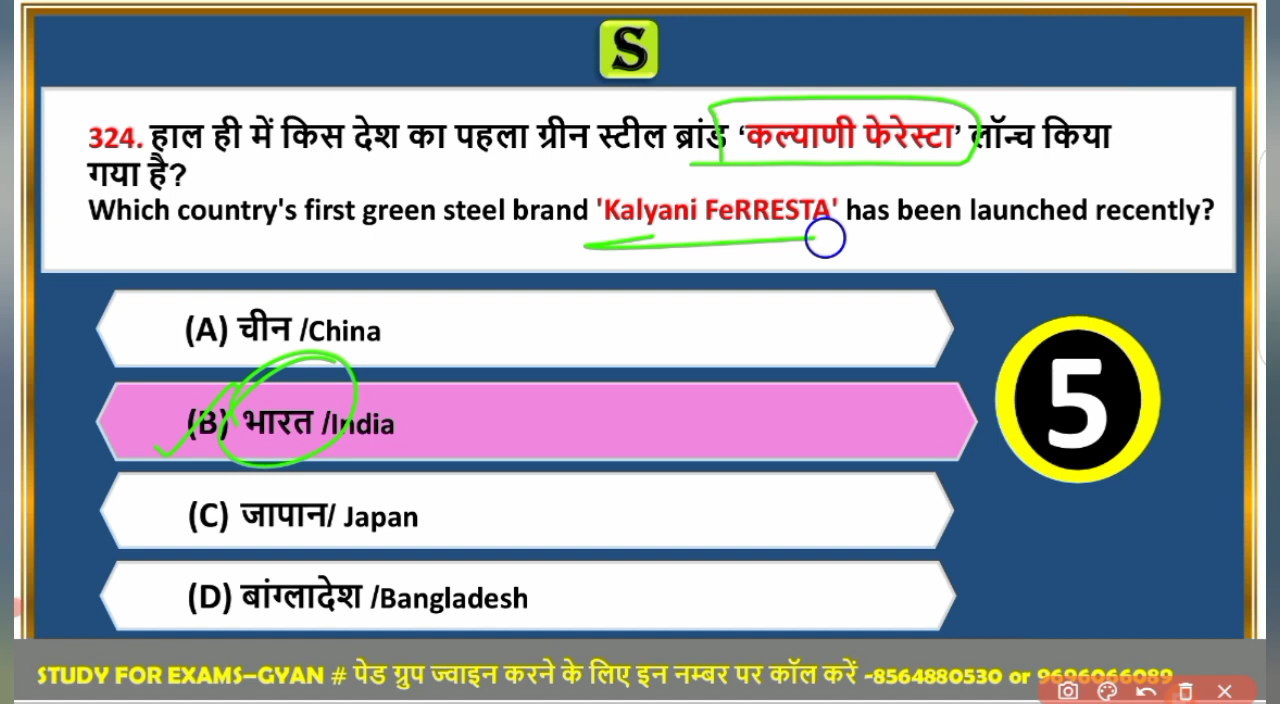 S
324. हाल ही में किस देश का पहला ग्रीन स्टील ब्रांड ‘कल्याणी फेरेस्टा’ लॉन्च किया
गया है?
Which country's first green steel brand 'Kalyani FeRRESTA' has been launched recently?
(A) चीन /China
(B) भारत /India
5
(C) जापान/ Japan
(D) बांग्लादेश /Bangladesh
STUDY FOR EXAMS–GYAN # पेड ग्रुप ज्वाइन करने के लिए इन नम्बर पर कॉल करें -8564880530 or 9696066089